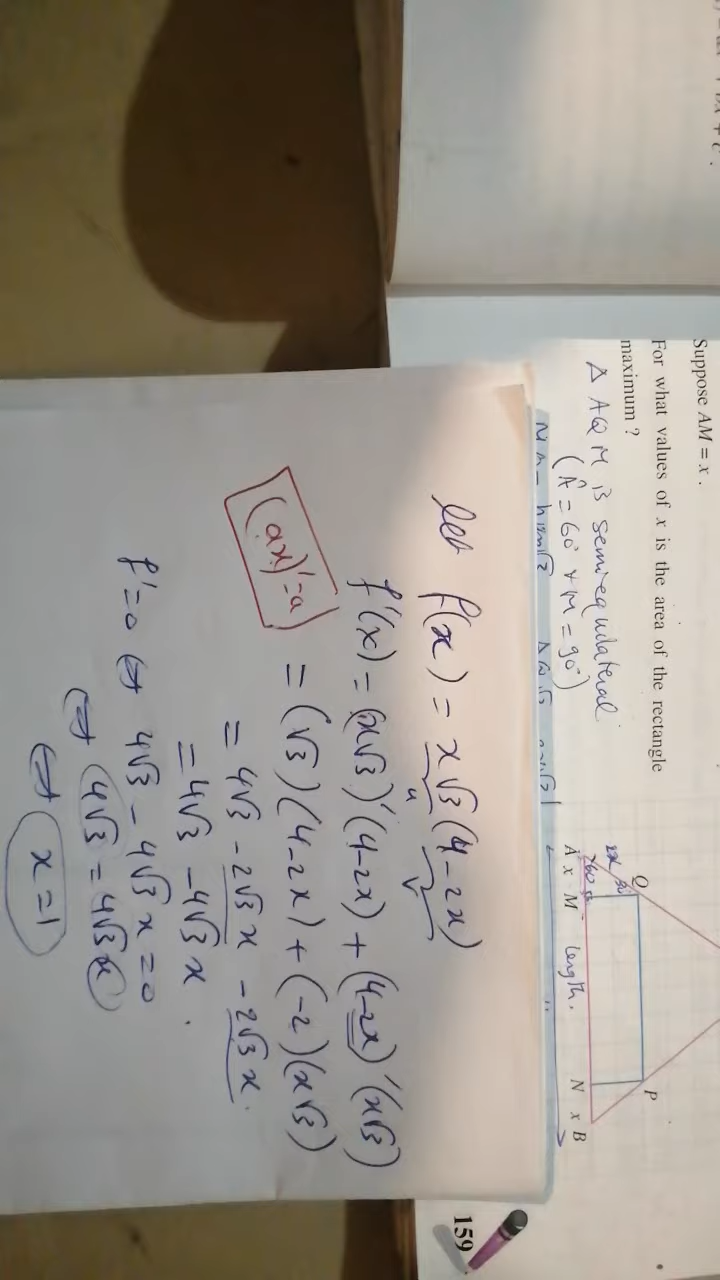 Suppose AM = x .
For what values of x is the area of the rectangle
maximum ?
Δ AQM is semi-equilateral
(Â = 60° & M = 90°)
Q
P
2x
30
60
A x M length. N x B
159
let f(x) = x√3 (4-2x)
u v
f'(x) = (x√3)'(4-2x) + (4-2x)'(x√3)
(ax)'=a
= (√3)(4-2x) + (-2)(x√3)
= 4√3 - 2√3 x - 2√3 x.
= 4√3 - 4√3 x .
f'=0 ⇔ 4√3 - 4√3 x = 0
⇔ 4√3 = 4√3 x
⇔ x=1